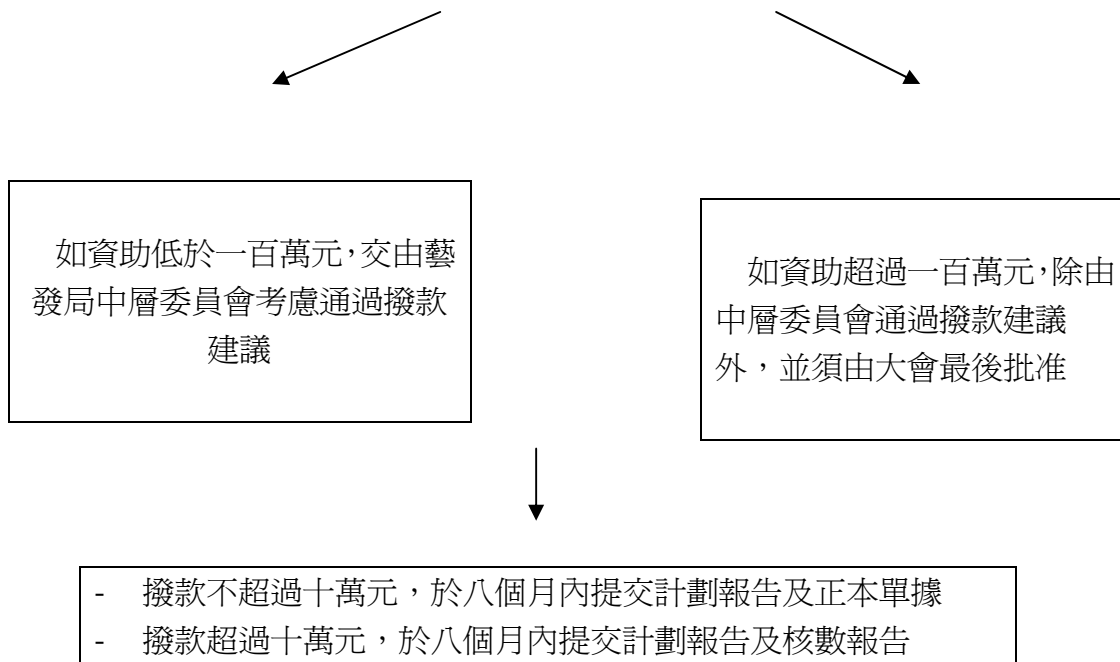 如資助低於一百萬元，交由藝
發局中層委員會考慮通過撥款
建議
如資助超過一百萬元，除由
中層委員會通過撥款建議
外，並須由大會最後批准
- 撥款不超過十萬元，於八個月內提交計劃報告及正本單據
- 撥款超過十萬元，於八個月內提交計劃報告及核數報告